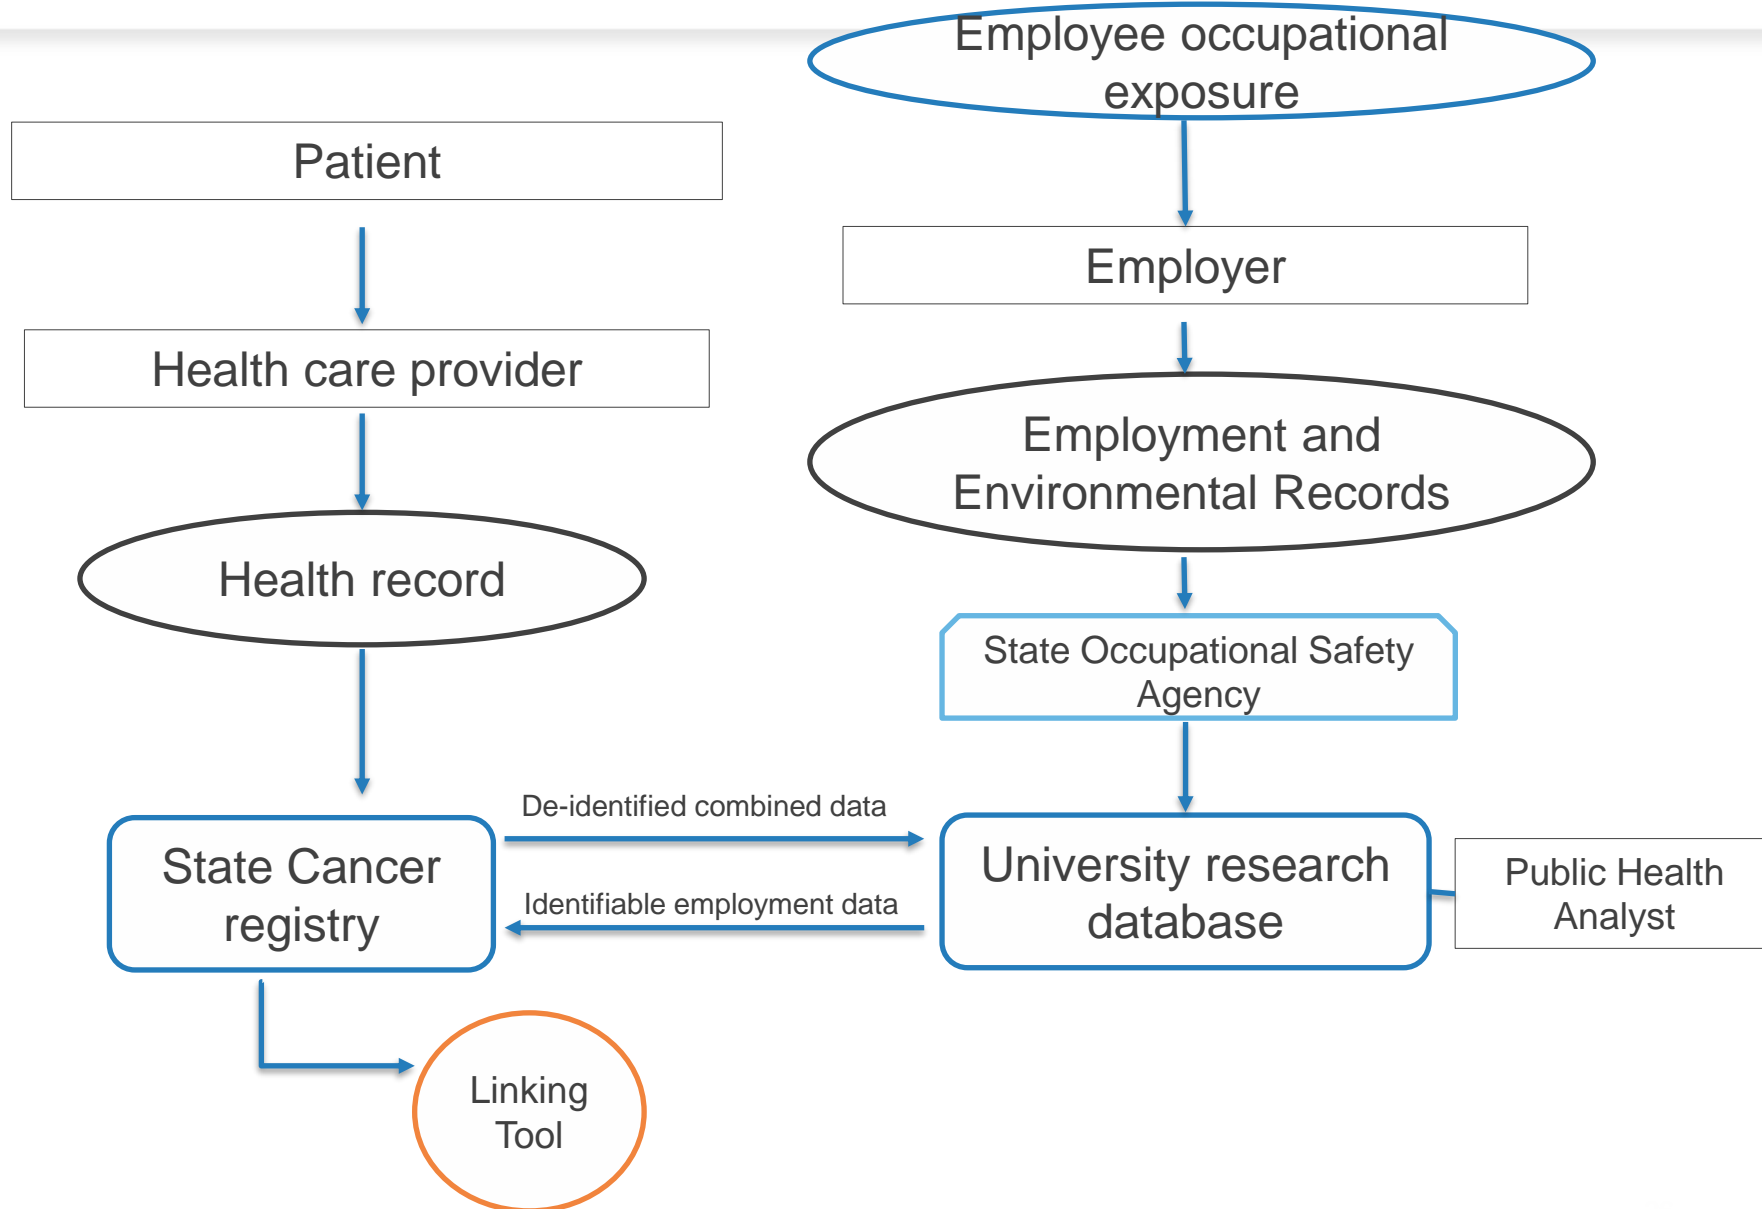 Employee occupational
exposure
Patient
Employer
Health care provider
Employment and
Environmental Records
Health record
State Occupational Safety
Agency
De-identified combined data
State Cancer
registry
University research
database
Public Health
Analyst
Identifiable employment data
Linking
Tool